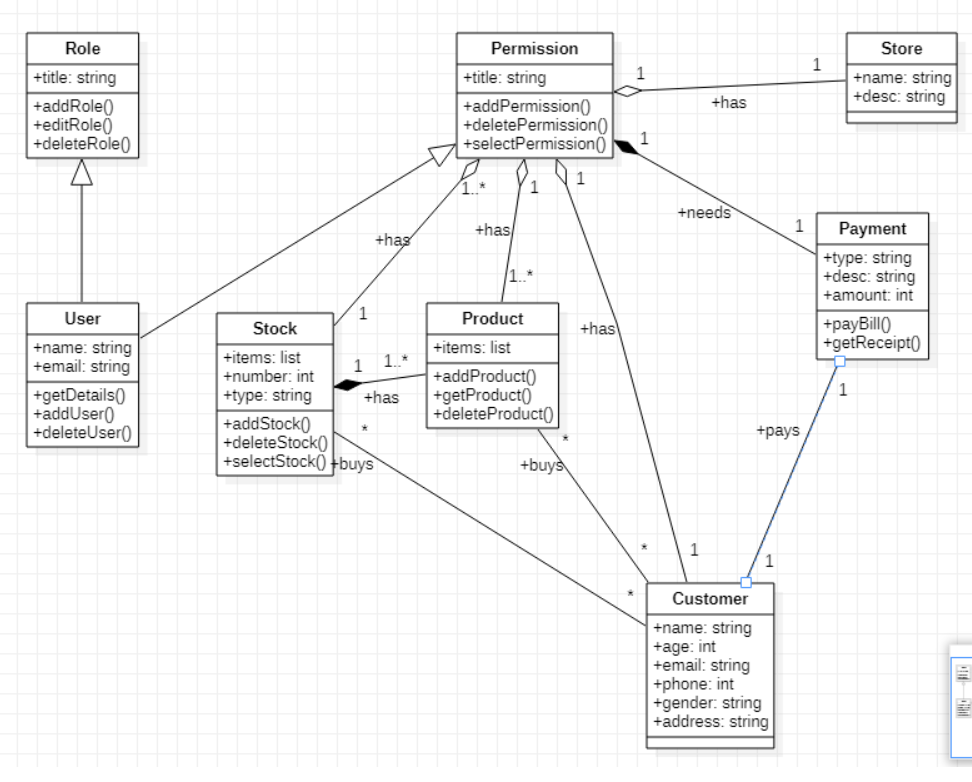 Role
+title: string
+addRole()
+editRole()
+deleteRole()
Permission
+title: string
+addPermission()
+deletePermission()
+selectPermission()
Store
+name: string
+desc: string
1
1
+has
1
+needs
1
Payment
+type: string
+desc: string
+amount: int
+payBill()
+getReceipt()
1..*
+has
1
1
+has
1..*
1
+has
1
User
+name: string
+email: string
+getDetails()
+addUser()
+deleteUser()
Stock
+items: list
+number: int
+type: string
+addStock()
+deleteStock()
+selectStock()
1
1..*
+has
Product
+items: list
+addProduct()
+getProduct()
+deleteProduct()
*
+buys
*
*
+buys
*
1
+pays
1
Customer
+name: string
+age: int
+email: string
+phone: int
+gender: string
+address: string